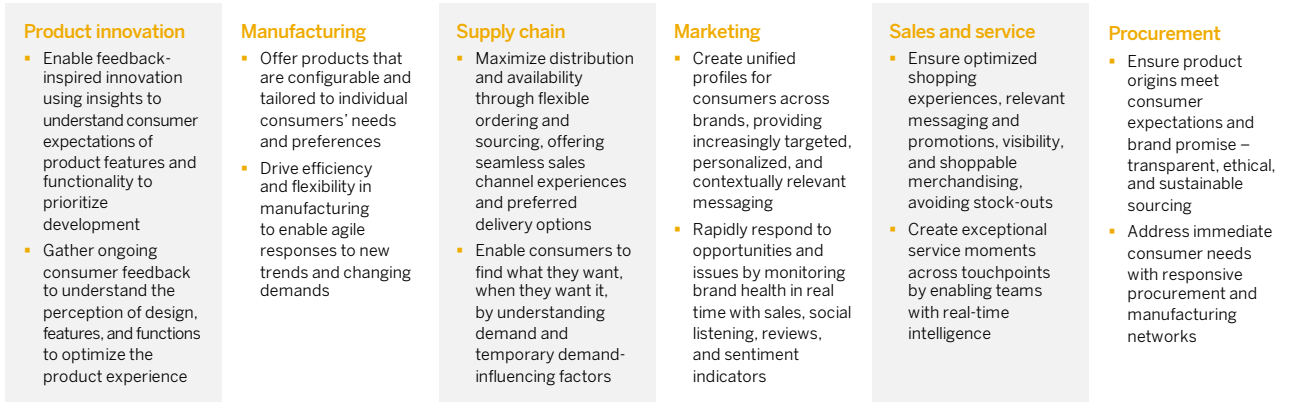 Product innovation
▪ Enable feedback-
inspired innovation
using insights to
understand consumer
expectations of
product features and
functionality to
prioritize
development
▪ Gather ongoing
consumer feedback
to understand the
perception of design,
features, and functions
to optimize the
product experience
Manufacturing
▪ Offer products that
are configurable and
tailored to individual
consumers’ needs
and preferences
▪ Drive efficiency
and flexibility in
manufacturing
to enable agile
responses to new
trends and changing
demands
Supply chain
▪ Maximize distribution
and availability
through flexible
ordering and
sourcing, offering
seamless sales
channel experiences
and preferred
delivery options
▪ Enable consumers to
find what they want,
when they want it,
by understanding
demand and
temporary demand-
influencing factors
Marketing
▪ Create unified
profiles for
consumers across
brands, providing
increasingly targeted,
personalized, and
contextually relevant
messaging
▪ Rapidly respond to
opportunities and
issues by monitoring
brand health in real
time with sales, social
listening, reviews,
and sentiment
indicators
Sales and service
▪ Ensure optimized
shopping
experiences, relevant
messaging and
promotions, visibility,
and shoppable
merchandising,
avoiding stock-outs
▪ Create exceptional
service moments
across touchpoints
by enabling teams
with real-time
intelligence
Procurement
▪ Ensure product
origins meet
consumer
expectations and
brand promise –
transparent, ethical,
and sustainable
sourcing
▪ Address immediate
consumer needs
with responsive
procurement and
manufacturing
networks